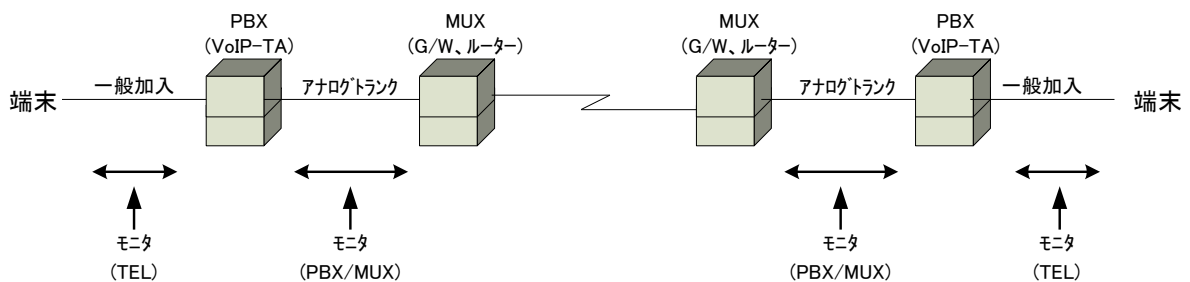 PBX
(VoIP-TA)
MUX
(G/W、ルーター)
MUX
(G/W、ルーター)
PBX
(VoIP-TA)
端末
一般加入
アナログトランク
アナログトランク
一般加入
端末
モニタ
(TEL)
モニタ
(PBX/MUX)
モニタ
(PBX/MUX)
モニタ
(TEL)